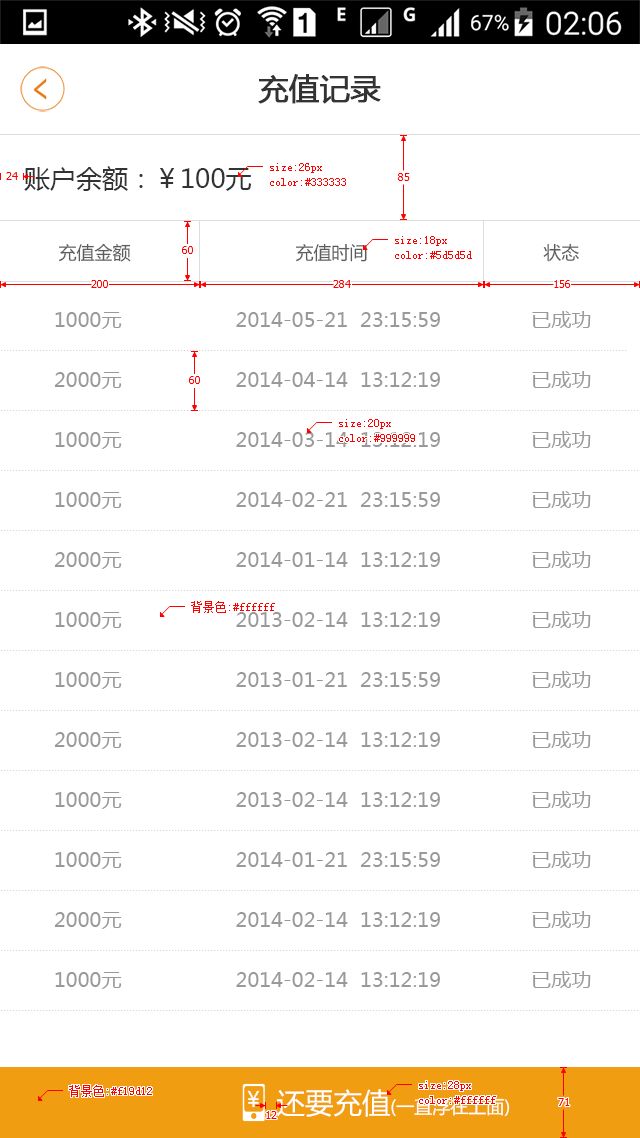 1 E G 67% 02:06
充值记录
账户余额：￥100元
size:26px
color:#333333
24
85
充值金额 充值时间 状态
size:18px
color:#5d5d5d
60
200 284 156
1000元 2014-05-21 23:15:59 已成功
2000元 2014-04-14 13:12:19 已成功
60
size:20px
1000元 2014-03-14 13:12:19 已成功
color:#999999
1000元 2014-02-21 23:15:59 已成功
2000元 2014-01-14 13:12:19 已成功
背景色:#ffffff
1000元 2013-02-14 13:12:19 已成功
1000元 2013-01-21 23:15:59 已成功
2000元 2013-02-14 13:12:19 已成功
1000元 2013-02-14 13:12:19 已成功
1000元 2014-01-21 23:15:59 已成功
2000元 2014-02-14 13:12:19 已成功
1000元 2014-02-14 13:12:19 已成功
背景色:#f19d12
size:28px
color:#ffffff
¥ 还要充值(一直浮在上面)
12
71